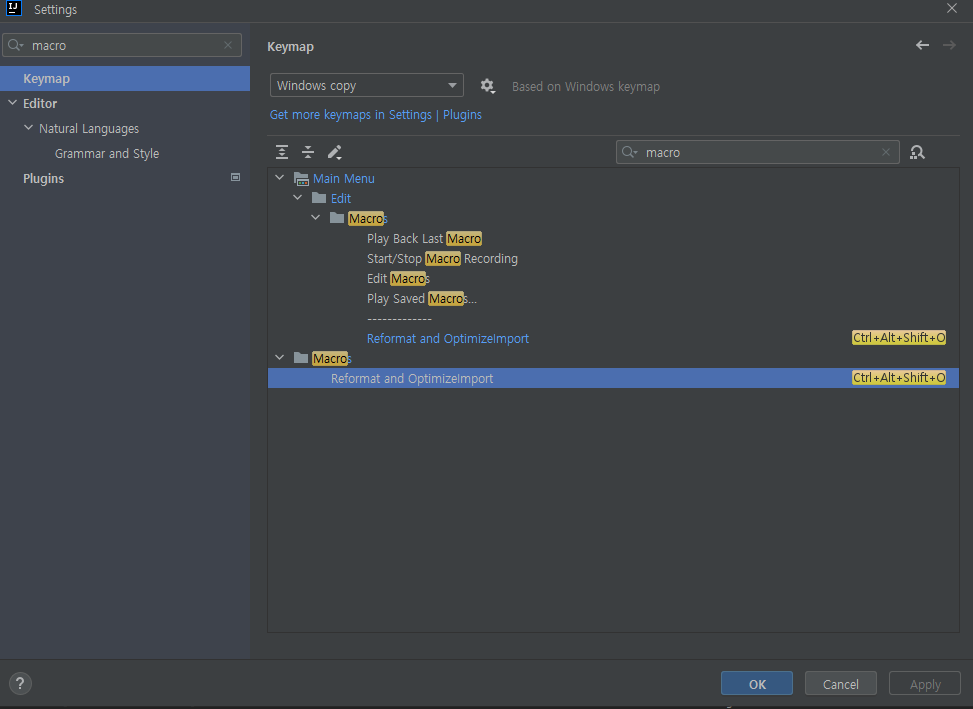 IJ
Settings
macro
Keymap
Editor
Natural Languages
Grammar and Style
Plugins
Keymap
Windows copy
Based on Windows keymap
Get more keymaps in Settings | Plugins
macro
Main Menu
Edit
Macros
Play Back Last Macro
Start/Stop Macro Recording
Edit Macros
Play Saved Macros...
-------------
Reformat and OptimizeImport Ctrl+Alt+Shift+O
Macros
Reformat and OptimizeImport Ctrl+Alt+Shift+O
?
OK
Cancel
Apply